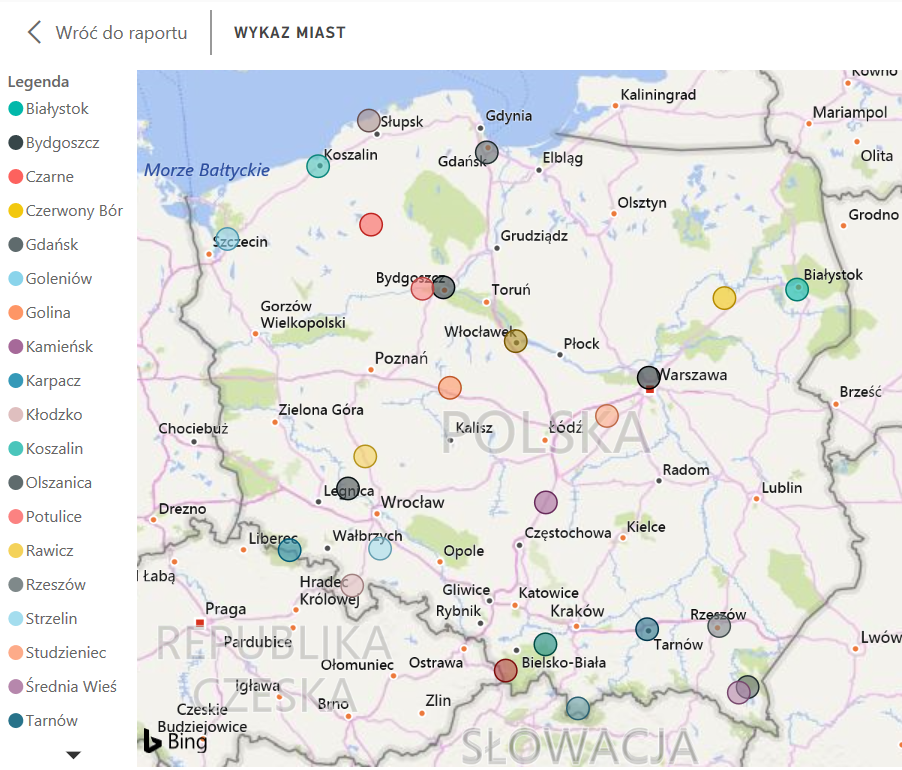 Wróć do raportu
WYKAZ MIAST
Legenda
Białystok
Bydgoszcz
Czarne
Czerwony Bór
Gdańsk
Goleniów
Golina
Kamieńsk
Karpacz
Kłodzko
Koszalin
Olszanica
Potulice
Rawicz
Rzeszów
Strzelin
Studzieniec
Średnia Wieś
Tarnów
Kowno
Kaliningrad
Mariampol
Gdynia
Słupsk
Koszalin
Gdańsk
Elbląg
Olita
Morze Bałtyckie
Olsztyn
Grodno
Szczecin
Grudziądz
Białystok
Bydgoszcz
Toruń
Gorzów
Wielkopolski
Włocławek
Płock
Poznań
Warszawa
Brześć
Zielona Góra
POLSKA
Chociebuż
Kalisz
Łódź
Radom
Legnica
Lublin
Wrocław
Drezno
Kielce
Częstochowa
Liberec
Wałbrzych
Opole
Łabą
Hradec
Królowej
Gliwice
Katowice
Rybnik
Kraków
Praga
Rzeszów
Tarnów
Lwów
Pardubice
REPUBLIKA
CZESKA
Ołomuniec
Ostrawa
Bielsko-Biała
Igława
Brno
Zlin
Czeskie
Budziejowice
SŁOWACJA
Bing